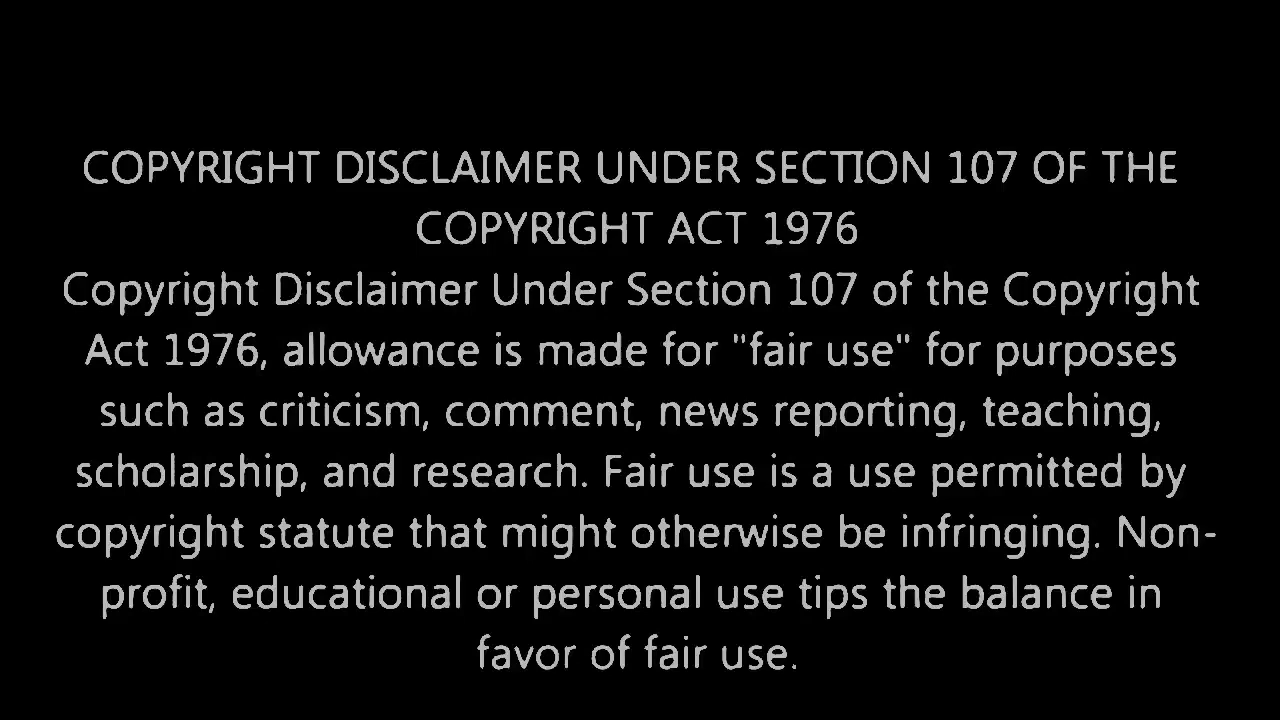 COPYRIGHT DISCLAIMER UNDER SECTION 107 OF THE
COPYRIGHT ACT 1976
Copyright Disclaimer Under Section 107 of the Copyright
Act 1976, allowance is made for "fair use" for purposes
such as criticism, comment, news reporting, teaching,
scholarship, and research. Fair use is a use permitted by
copyright statute that might otherwise be infringing. Non-
profit, educational or personal use tips the balance in
favor of fair use.